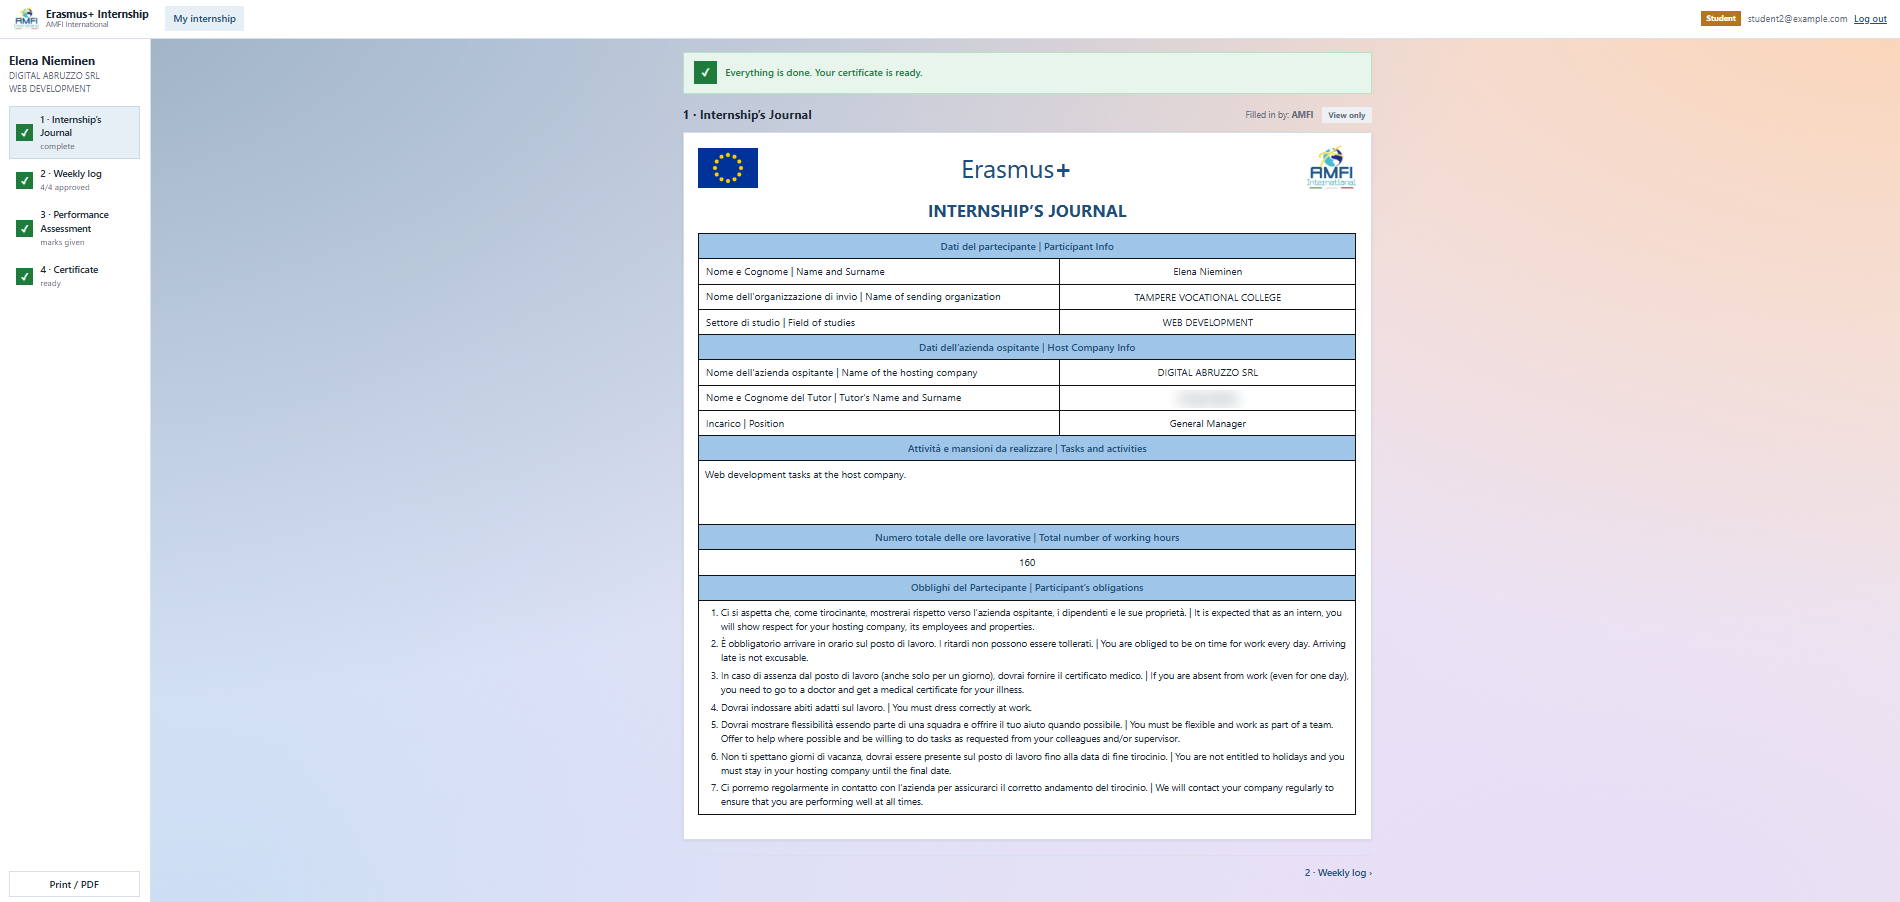 Erasmus+ Internship
AMFI International
My internship
Student student2@example.com Log out
Elena Nieminen
DIGITAL ABRUZZO SRL
WEB DEVELOPMENT
1 · Internship's
Journal
complete
2 · Weekly log
4/4 approved
3 · Performance
Assessment
marks given
4 · Certificate
ready
Print / PDF
Everything is done. Your certificate is ready.
1 · Internship's Journal
Filled in by: AMFI View only
Erasmus+
AMFI
International
INTERNSHIP'S JOURNAL
Dati del partecipante | Participant Info
Nome e Cognome | Name and Surname Elena Nieminen
Nome dell'organizzazione di invio | Name of sending organization TAMPERE VOCATIONAL COLLEGE
Settore di studio | Field of studies WEB DEVELOPMENT
Dati dell'azienda ospitante | Host Company Info
Nome dell'azienda ospitante | Name of the hosting company DIGITAL ABRUZZO SRL
Nome e Cognome del Tutor | Tutor's Name and Surname
Incarico | Position General Manager
Attività e mansioni da realizzare | Tasks and activities
Web development tasks at the host company.
Numero totale delle ore lavorative | Total number of working hours
160
Obblighi del Partecipante | Participant's obligations
1. Ci si aspetta che, come tirocinante, mostrerai rispetto verso l'azienda ospitante, i dipendenti e le sue proprietà. | It is expected that as an intern, you
will show respect for your hosting company, its employees and properties.
2. È obbligatorio arrivare in orario sul posto di lavoro. I ritardi non possono essere tollerati. | You are obliged to be on time for work every day. Arriving
late is not excusable.
3. In caso di assenza dal posto di lavoro (anche solo per un giorno), dovrai fornire il certificato medico. | If you are absent from work (even for one day),
you need to go to a doctor and get a medical certificate for your illness.
4. Dovrai indossare abiti adatti sul lavoro. | You must dress correctly at work.
5. Dovrai mostrare flessibilità essendo parte di una squadra e offrire il tuo aiuto quando possibile. | You must be flexible and work as part of a team.
Offer to help where possible and be willing to do tasks as requested from your colleagues and/or supervisor.
6. Non ti spettano giorni di vacanza, dovrai essere presente sul posto di lavoro fino alla data di fine tirocinio. | You are not entitled to holidays and you
must stay in your hosting company until the final date.
7. Ci porremo regolarmente in contatto con l'azienda per assicurarci il corretto andamento del tirocinio. | We will contact your company regularly to
ensure that you are performing well at all times.
2 · Weekly log ›